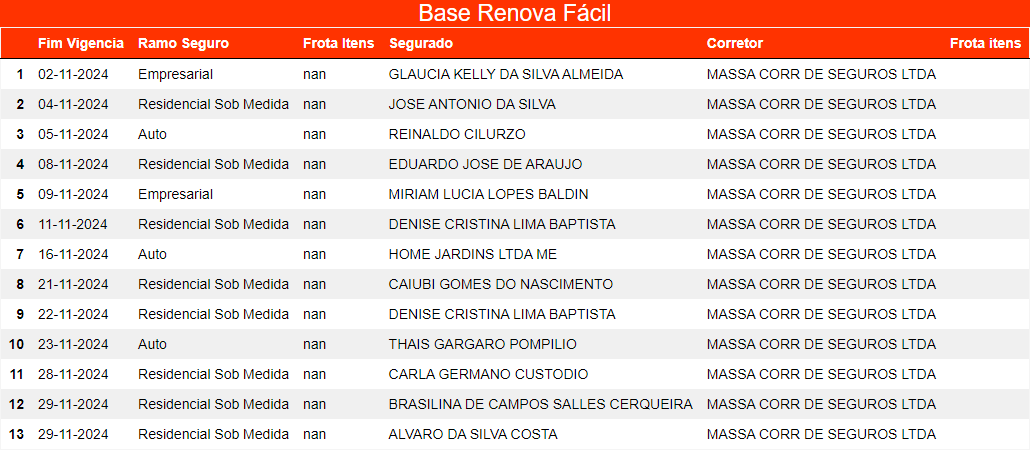 Base Renova Fácil
Fim Vigencia Ramo Seguro Frota Itens Segurado Corretor Frota itens
1 02-11-2024 Empresarial nan GLAUCIA KELLY DA SILVA ALMEIDA MASSA CORR DE SEGUROS LTDA
2 04-11-2024 Residencial Sob Medida nan JOSE ANTONIO DA SILVA MASSA CORR DE SEGUROS LTDA
3 05-11-2024 Auto nan REINALDO CILURZO MASSA CORR DE SEGUROS LTDA
4 08-11-2024 Residencial Sob Medida nan EDUARDO JOSE DE ARAUJO MASSA CORR DE SEGUROS LTDA
5 09-11-2024 Empresarial nan MIRIAM LUCIA LOPES BALDIN MASSA CORR DE SEGUROS LTDA
6 11-11-2024 Residencial Sob Medida nan DENISE CRISTINA LIMA BAPTISTA MASSA CORR DE SEGUROS LTDA
7 16-11-2024 Auto nan HOME JARDINS LTDA ME MASSA CORR DE SEGUROS LTDA
8 21-11-2024 Residencial Sob Medida nan CAIUBI GOMES DO NASCIMENTO MASSA CORR DE SEGUROS LTDA
9 22-11-2024 Residencial Sob Medida nan DENISE CRISTINA LIMA BAPTISTA MASSA CORR DE SEGUROS LTDA
10 23-11-2024 Auto nan THAIS GARGARO POMPILIO MASSA CORR DE SEGUROS LTDA
11 28-11-2024 Residencial Sob Medida nan CARLA GERMANO CUSTODIO MASSA CORR DE SEGUROS LTDA
12 29-11-2024 Residencial Sob Medida nan BRASILINA DE CAMPOS SALLES CERQUEIRA MASSA CORR DE SEGUROS LTDA
13 29-11-2024 Residencial Sob Medida nan ALVARO DA SILVA COSTA MASSA CORR DE SEGUROS LTDA